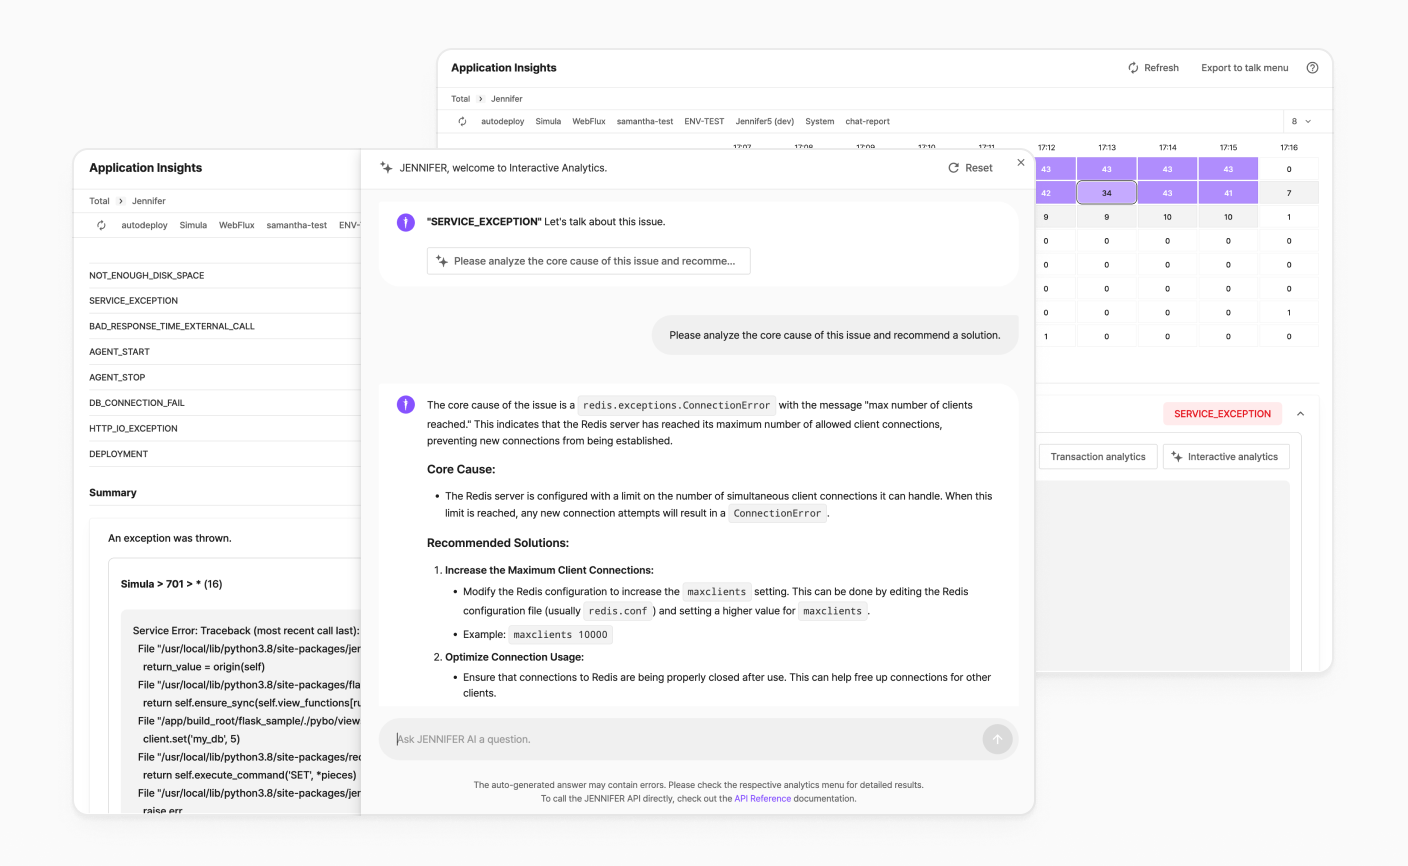 Application Insights
Refresh Export to talk menu
Total > Jennifer
autodeploy Simula WebFlux samantha-test ENV-TEST Jennifer5 (dev) System chat-report 8
17:07 17:08 17:09 17:10 17:11 17:12 17:13 17:14 17:15 17:16
43 43 43 43 0
42 34 43 41 7
9 9 10 10 1
0 0 0 0 0
0 0 0 0 0
0 0 0 0 0
0 0 0 0 1
1 0 0 0 0
SERVICE_EXCEPTION
Transaction analytics Interactive analytics
Application Insights
Total > Jennifer
autodeploy Simula WebFlux samantha-test ENV-
NOT_ENOUGH_DISK_SPACE
SERVICE_EXCEPTION
BAD_RESPONSE_TIME_EXTERNAL_CALL
AGENT_START
AGENT_STOP
DB_CONNECTION_FAIL
HTTP_IO_EXCEPTION
DEPLOYMENT
Summary
An exception was thrown.
Simula > 701 > * (16)
Service Error: Traceback (most recent call last):
File "/usr/local/lib/python3.8/site-packages/jer
return_value = origin(self)
File "/usr/local/lib/python3.8/site-packages/fla
return self.ensure_sync(self.view_functions[ru
File "/app/build_root/flask_sample/./pybo/view
client.set('my_db', 5)
File "/usr/local/lib/python3.8/site-packages/rec
return self.execute_command('SET', *pieces)
File "/usr/local/lib/python3.8/site-packages/jer
raise err
JENNIFER, welcome to Interactive Analytics.
Reset
"SERVICE_EXCEPTION" Let's talk about this issue.
Please analyze the core cause of this issue and recomme...
Please analyze the core cause of this issue and recommend a solution.
The core cause of the issue is a redis.exceptions.ConnectionError with the message "max number of clients
reached." This indicates that the Redis server has reached its maximum number of allowed client connections,
preventing new connections from being established.
Core Cause:
• The Redis server is configured with a limit on the number of simultaneous client connections it can handle. When this
limit is reached, any new connection attempts will result in a ConnectionError.
Recommended Solutions:
1. Increase the Maximum Client Connections:
• Modify the Redis configuration to increase the maxclients setting. This can be done by editing the Redis
configuration file (usually redis.conf) and setting a higher value for maxclients.
• Example: maxclients 10000
2. Optimize Connection Usage:
• Ensure that connections to Redis are being properly closed after use. This can help free up connections for other
clients.
Ask JENNIFER AI a question.
The auto-generated answer may contain errors. Please check the respective analytics menu for detailed results.
To call the JENNIFER API directly, check out the API Reference documentation.